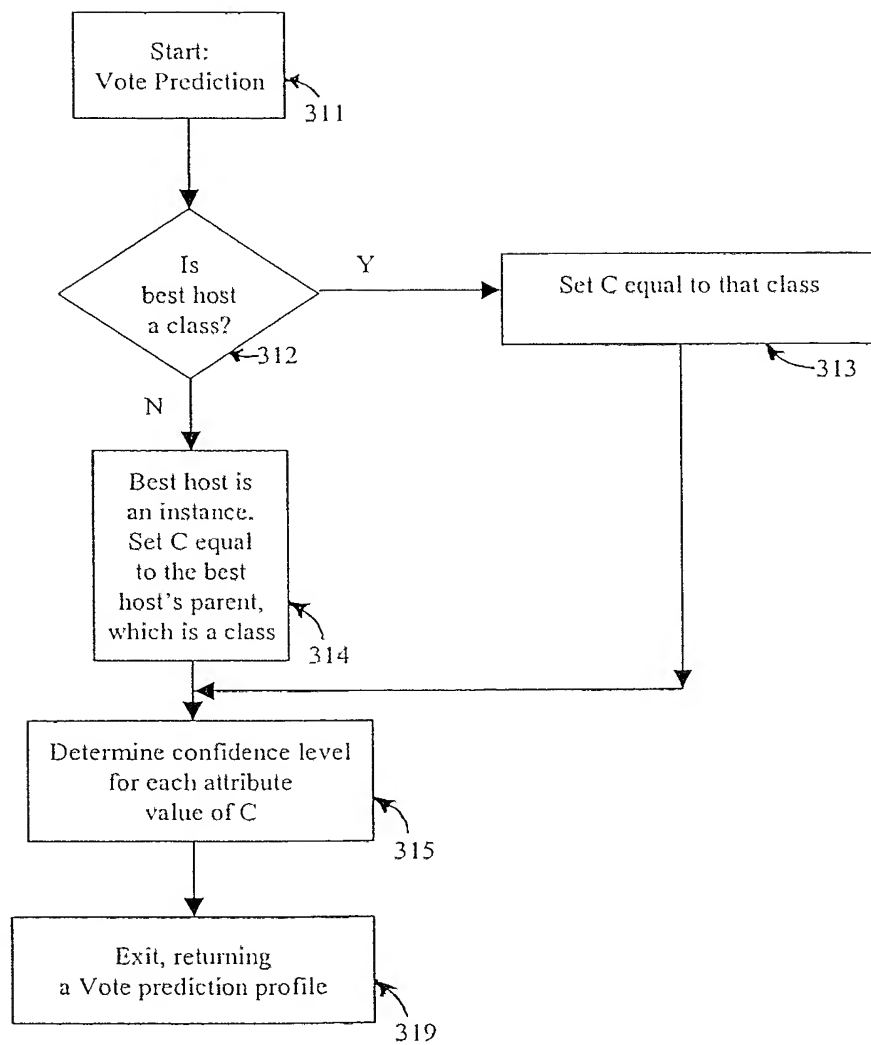 Start:
Vote Prediction
311
Is
best host
a class?
312
Y
Set C equal to that class
313
N
Best host is
an instance.
Set C equal
to the best
host's parent,
which is a class
314
Determine confidence level
for each attribute
value of C
315
Exit, returning
a Vote prediction profile
319